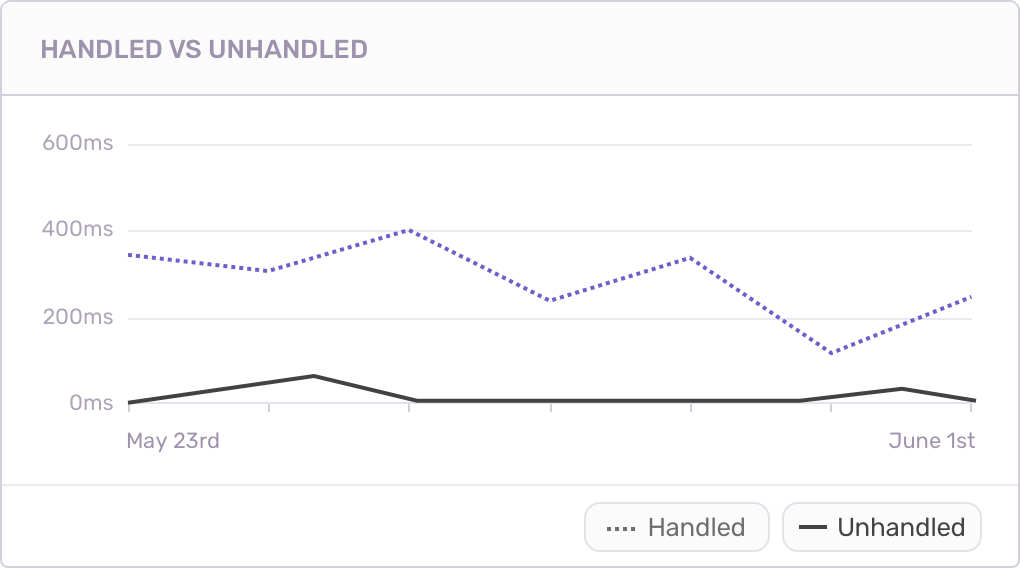 HANDLED VS UNHANDLED
600ms
400ms
200ms
0ms
May 23rd June 1st
Handled Unhandled